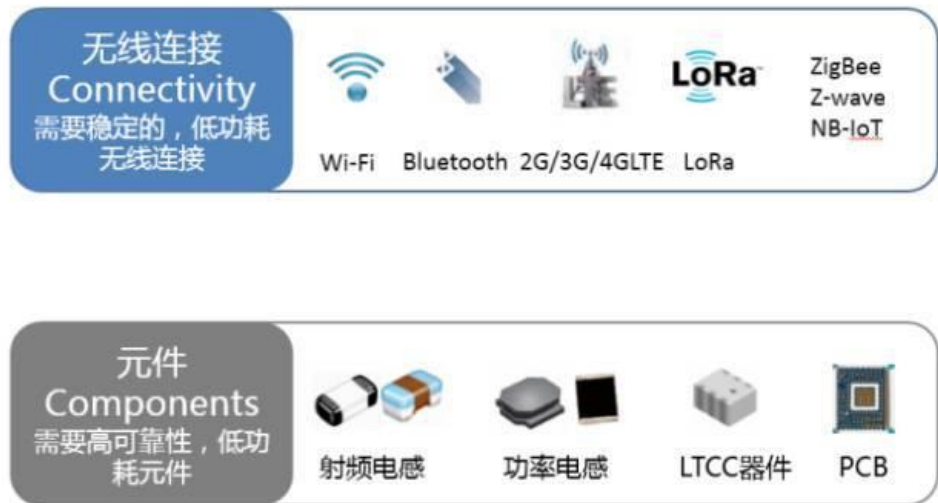 无线连接
Connectivity
需要稳定的，低功耗
无线连接
LTE
LoRa
ZigBee
Z-wave
NB-IoT
Wi-Fi Bluetooth 2G/3G/4GLTE LoRa
元件
Components
需要高可靠性，低功
耗元件
射频电感 功率电感 LTCC器件 PCB